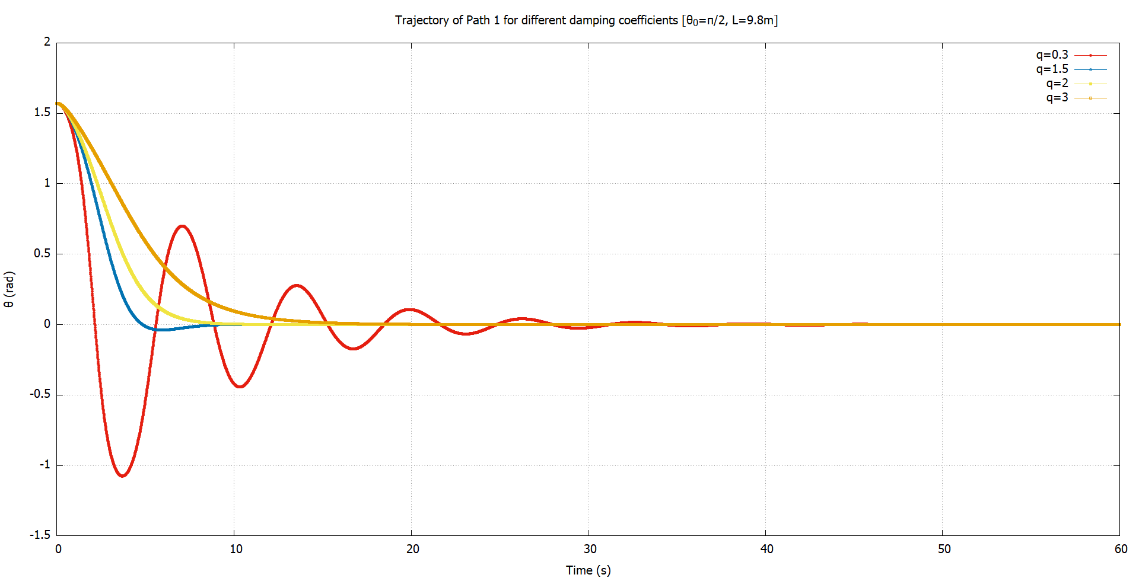 Trajectory of Path 1 for different damping coefficients [θ₀=п/2, L=9.8m]
q=0.3
q=1.5
q=2
q=3
2
1.5
1
0.5
0
-0.5
-1
-1.5
θ (rad)
0 10 20 30 40 50 60
Time (s)